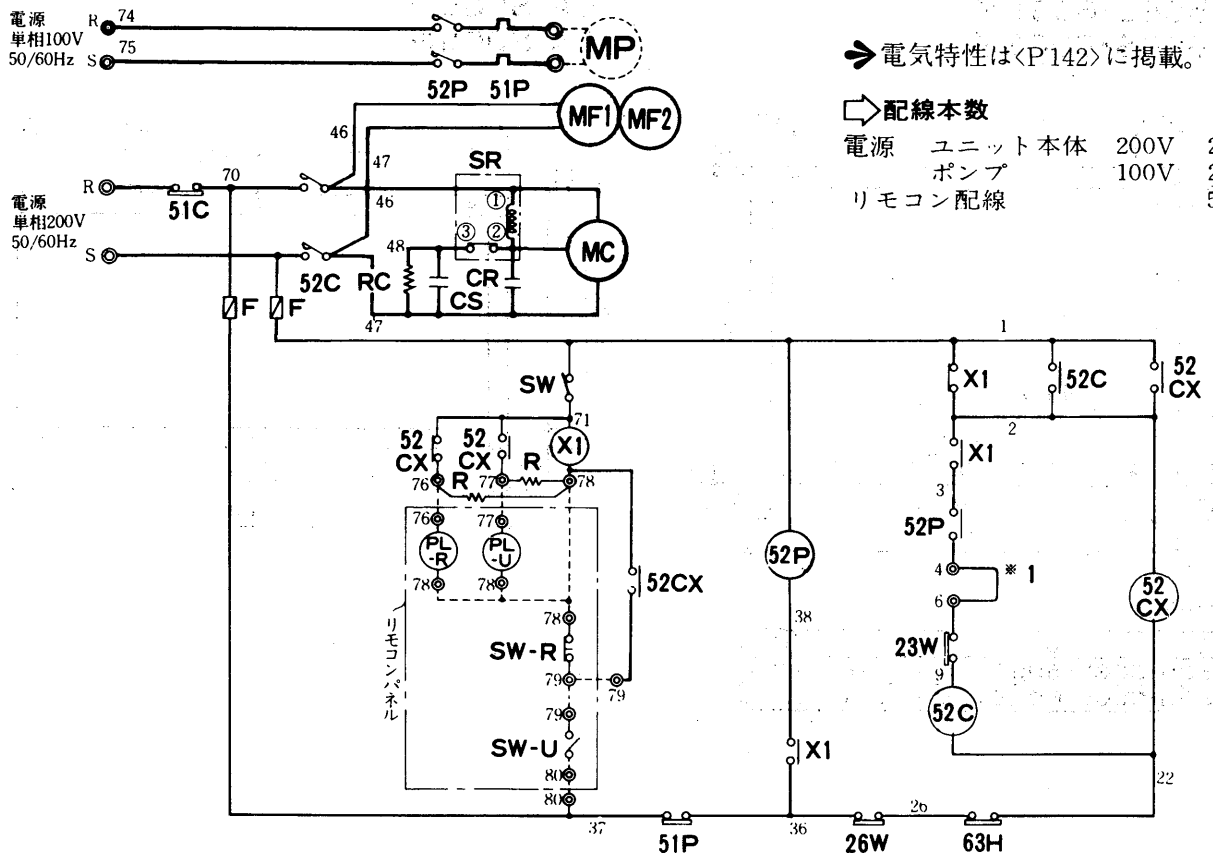 電源 R 74
単相100V
50/60Hz S 75
MP
52P 51P
➔電気特性は〈P142〉に掲載。
⇨配線本数
電源 ユニット本体 200V 2
ポンプ 100V 2
リモコン配線 5
MF1 MF2
46
47
SR
R 70
51C
46
①
電源
単相200V
50/60Hz
48 ③ ②
MC
S
52C RC CR
CS
F F
47
1
SW
X1 52C 52
CX
71
2
52
CX 52
CX R X1
X1
R
76 77 78
3
76 77
52P
PL
-R PL
-U
52P
4 ※1
78 78
52CX
6
52
CX
リモコンパネル
78
38
SW-R
23W
79 79
9
79
52C
SW-U
X1
80
80
22
37 51P 36 26W 26 63H